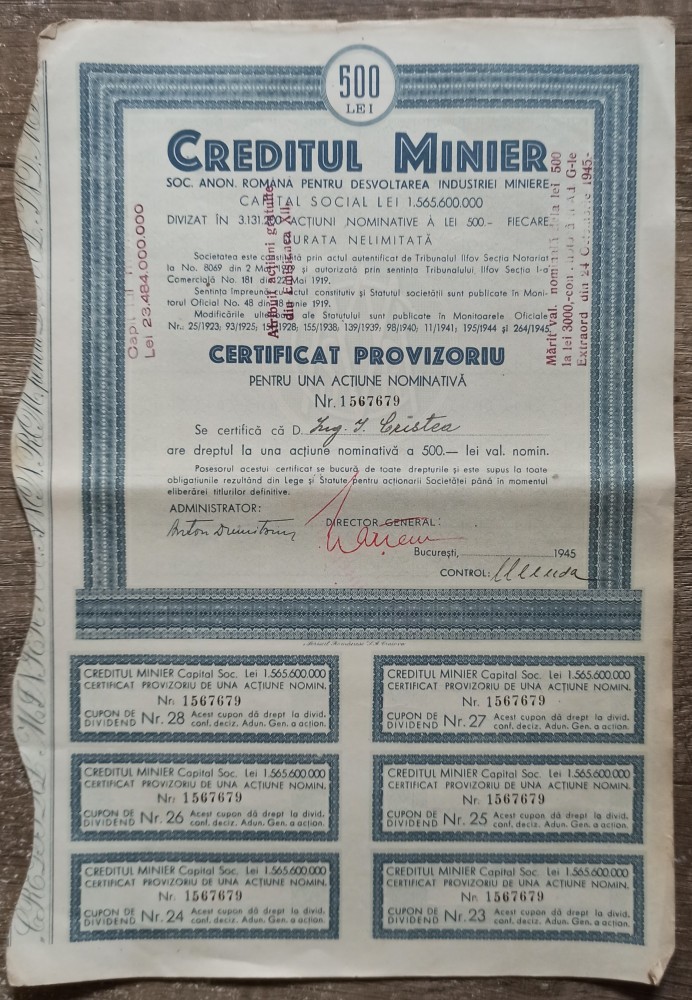 500
LEI
CREDITUL MINIER
SOC. ANON. ROMÂNĂ PENTRU DESVOLTAREA INDUSTRIEI MINIERE
CAPITAL SOCIAL LEI 1.565.600.000
DIVIZAT ÎN 3.131.200 ACȚIUNI NOMINATIVE À LEI 500.— FIECARE
DURATA NELIMITATĂ
Societatea este constituită prin actul autentificat de Tribunalul Ilfov Secția Notariat
la No. 8069 din 2 Mai 1919 și autorizată prin sentința Tribunalului Ilfov Secția I-a
Comercială No. 181 din 22 Mai 1919.
Sentința împreună cu actul constitutiv și Statutul societății sunt publicate în Moni-
torul Oficial No. 48 din 18 Iunie 1919.
Modificările ulterioare ale Statutului sunt publicate în Monitoarele Oficiale
Nr. 25/1923; 93/1925; 1928; 155/1938; 139/1939; 98/1940; 11/1941; 195/1944 și 264/1945
CERTIFICAT PROVIZORIU
PENTRU UNA ACȚIUNE NOMINATIVĂ
Nr. 1567679
Se certifică că D. Ing. I. Cristea
are dreptul la una acțiune nominativă a 500.— lei val. nomin.
Posesorul acestui certificat se bucură de toate drepturile și este supus la toate
obligațiunile rezultând din Lege și Statute pentru acționarii Societății până în momentul
eliberării titlurilor definitive.
ADMINISTRATOR:
DIRECTOR GENERAL:
București, 1945
CONTROL:
Lei 23.484.000.000
Atribuit acțiuni gratuite
din Emisiunea XII
Mărit val. nominală dela lei 500
la lei 3000,- conf. G-le
Extraord din 24 1945.-
CREDITUL MINIER Capital Soc. Lei 1.565.600.000
CERTIFICAT PROVIZORIU DE UNA ACȚIUNE NOMIN.
Nr. 1567679
CUPON DE DIVIDEND Nr. 28 Acest cupon dă drept la divid.
conf. deciz. Adun. Gen. a acțion.
CREDITUL MINIER Capital Soc. Lei 1.565.600.000
CERTIFICAT PROVIZORIU DE UNA ACȚIUNE NOMIN.
Nr. 1567679
CUPON DE DIVIDEND Nr. 27 Acest cupon dă drept la divid.
conf. deciz. Adun. Gen. a acțion.
CREDITUL MINIER Capital Soc. Lei 1.565.600.000
CERTIFICAT PROVIZORIU DE UNA ACȚIUNE NOMIN.
Nr. 1567679
CUPON DE DIVIDEND Nr. 26 Acest cupon dă drept la divid.
conf. deciz. Adun. Gen. a acțion.
CREDITUL MINIER Capital Soc. Lei 1.565.600.000
CERTIFICAT PROVIZORIU DE UNA ACȚIUNE NOMIN.
Nr. 1567679
CUPON DE DIVIDEND Nr. 25 Acest cupon dă drept la divid.
conf. deciz. Adun. Gen. a acțion.
CREDITUL MINIER Capital Soc. Lei 1.565.600.000
CERTIFICAT PROVIZORIU DE UNA ACȚIUNE NOMIN.
Nr. 1567679
CUPON DE DIVIDEND Nr. 24 Acest cupon dă drept la divid.
conf. deciz. Adun. Gen. a acțion.
CREDITUL MINIER Capital Soc. Lei 1.565.600.000
CERTIFICAT PROVIZORIU DE UNA ACȚIUNE NOMIN.
Nr. 1567679
CUPON DE DIVIDEND Nr. 23 Acest cupon dă drept la divid.
conf. deciz. Adun. Gen. a acțion.